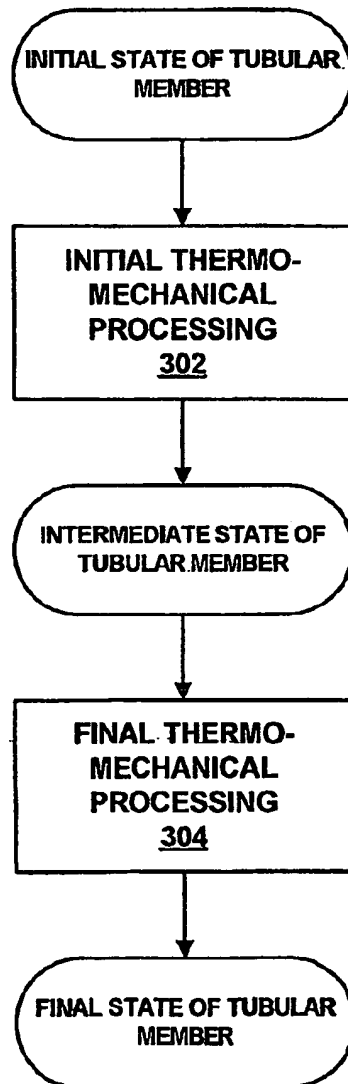 INITIAL STATE OF TUBULAR
MEMBER
INITIAL THERMO-
MECHANICAL
PROCESSING
302
INTERMEDIATE STATE OF
TUBULAR MEMBER
FINAL THERMO-
MECHANICAL
PROCESSING
304
FINAL STATE OF TUBULAR
MEMBER